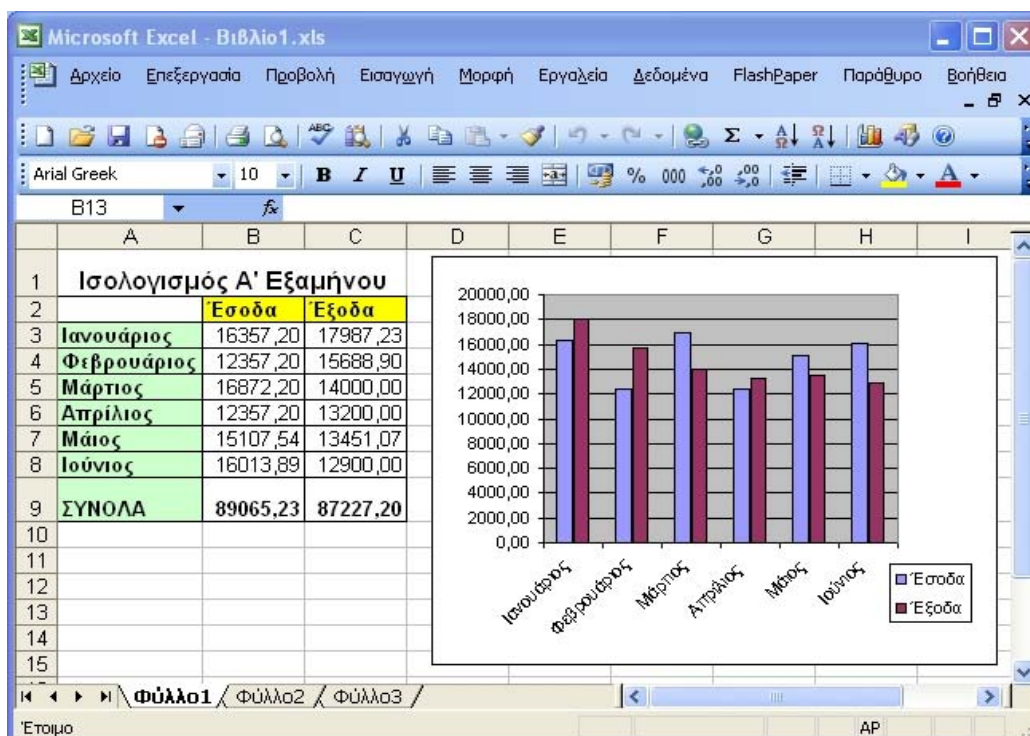 Microsoft Excel - Βιβλίο1.xls
Αρχείο Επεξεργασία Προβολή Εισαγωγή Μορφή Εργαλεία Δεδομένα FlashPaper Παράθυρο Βοήθεια
Arial Greek 10 B I U % 000
B13 fx
A B C D E F G H I
1 Ισολογισμός Α' Εξαμήνου
2 Έσοδα Έξοδα
3 Ιανουάριος 16357,20 17987,23
4 Φεβρουάριος 12357,20 15688,90
5 Μάρτιος 16872,20 14000,00
6 Απρίλιος 12357,20 13200,00
7 Μάιος 15107,54 13451,07
8 Ιούνιος 16013,89 12900,00
9 ΣΥΝΟΛΑ 89065,23 87227,20
10
11
12
13
14
15
20000,00
18000,00
16000,00
14000,00
12000,00
10000,00
8000,00
6000,00
4000,00
2000,00
0,00
Ιανουάριος Φεβρουάριος Μάρτιος Απρίλιος Μάιος Ιούνιος
Έσοδα
Έξοδα
Φύλλο1 Φύλλο2 Φύλλο3
Έτοιμο AP